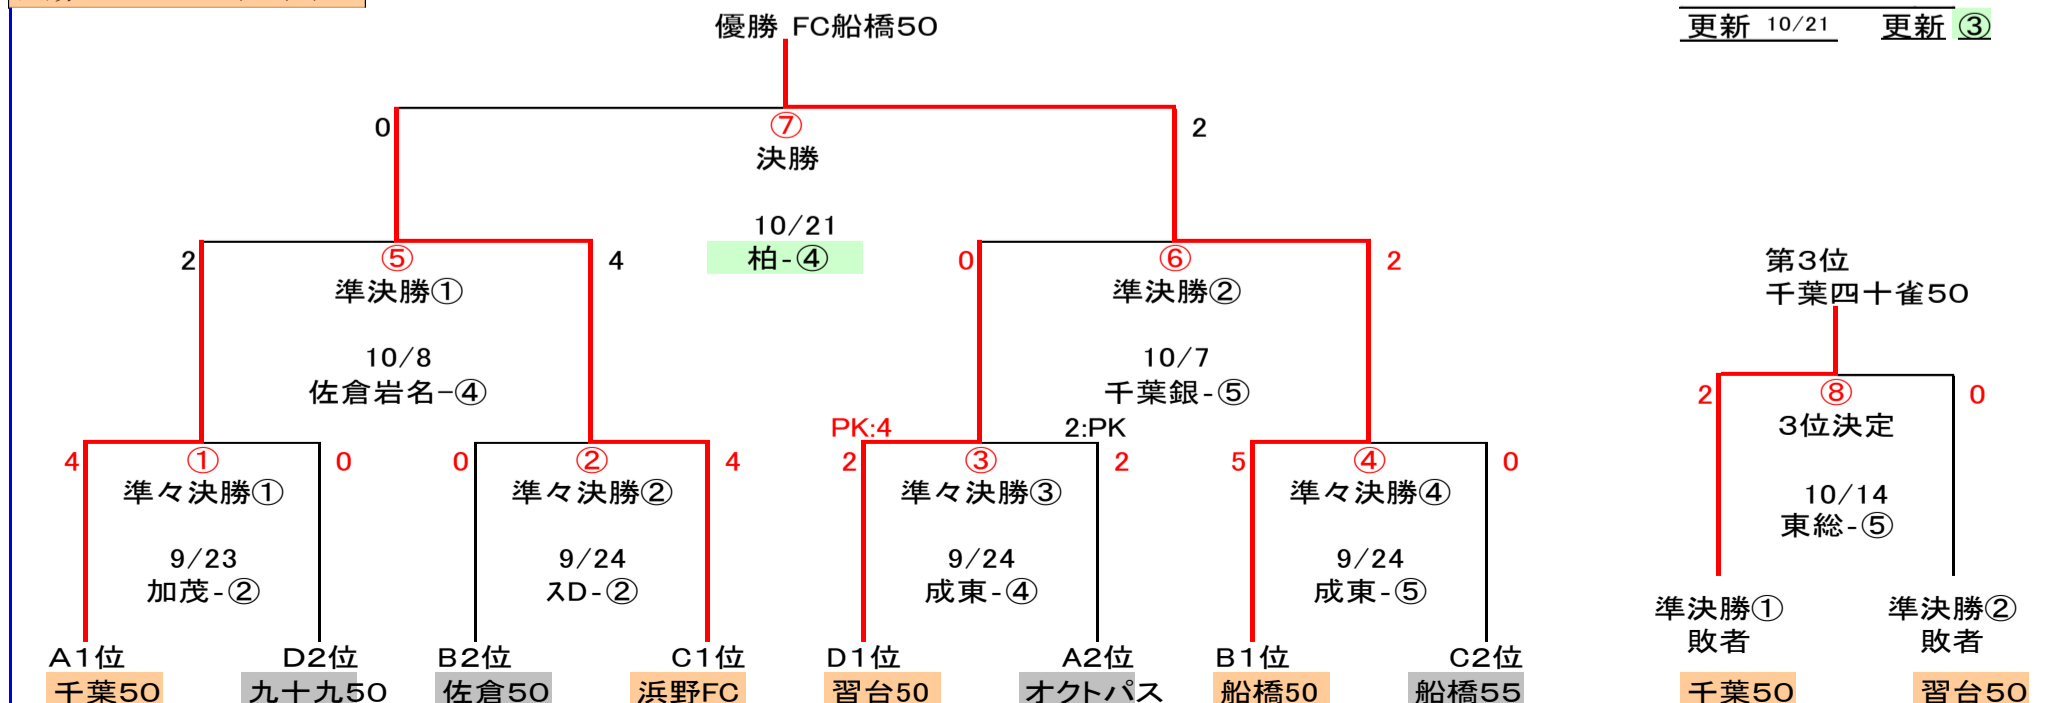 優勝 FC船橋50
更新 10/21 更新 ③
0 ⑦ 2
決勝
10/21
柏-④
2 ⑤ 4
準決勝①
10/8
佐倉岩名-④
0 ⑥ 2
準決勝②
10/7
千葉銀-⑤
第3位
千葉四十雀50
2 ⑧ 0
3位決定
10/14
東総-⑤
準決勝① 準決勝②
敗者 敗者
千葉50 習台50
PK:4 2:PK
4 ① 0 0 ② 4 2 ③ 2 5 ④ 0
準々決勝① 準々決勝② 準々決勝③ 準々決勝④
9/23 9/24 9/24 9/24
加茂-② スD-② 成東-④ 成東-⑤
A1位 D2位 B2位 C1位 D1位 A2位 B1位 C2位
千葉50 九十九50 佐倉50 浜野FC 習台50 オクトパス 船橋50 船橋55